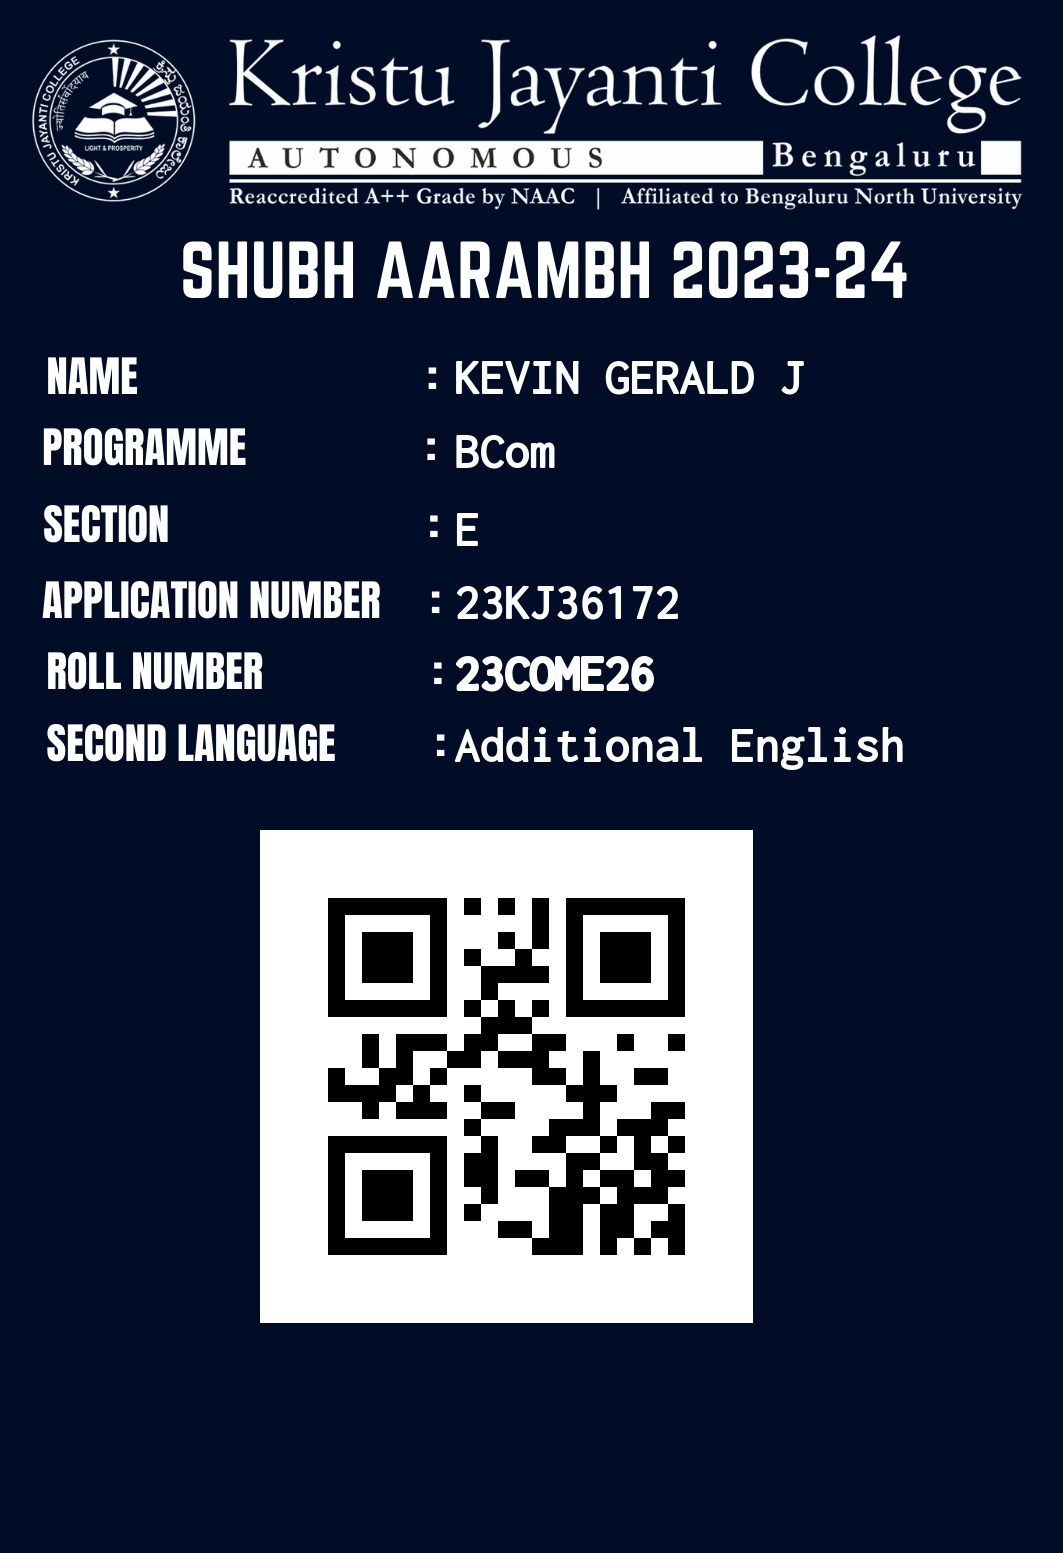 Kristu Jayanti College
AUTONOMOUS Bengaluru
Reaccredited A++ Grade by NAAC | Affiliated to Bengaluru North University
KRISTU JAYANTI COLLEGE
ಕ್ರಿಸ್ತು ಜಯಂತಿ ಕಾಲೇಜು
LIGHT & PROSPERITY
SHUBH AARAMBH 2023-24
NAME : KEVIN GERALD J
PROGRAMME : BCom
SECTION : E
APPLICATION NUMBER : 23KJ36172
ROLL NUMBER : 23COME26
SECOND LANGUAGE : Additional English